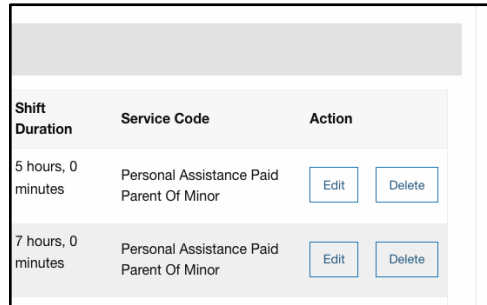 Shift
Duration
Service Code
Action
5 hours, 0
minutes
Personal Assistance Paid
Parent Of Minor
Edit
Delete
7 hours, 0
minutes
Personal Assistance Paid
Parent Of Minor
Edit
Delete